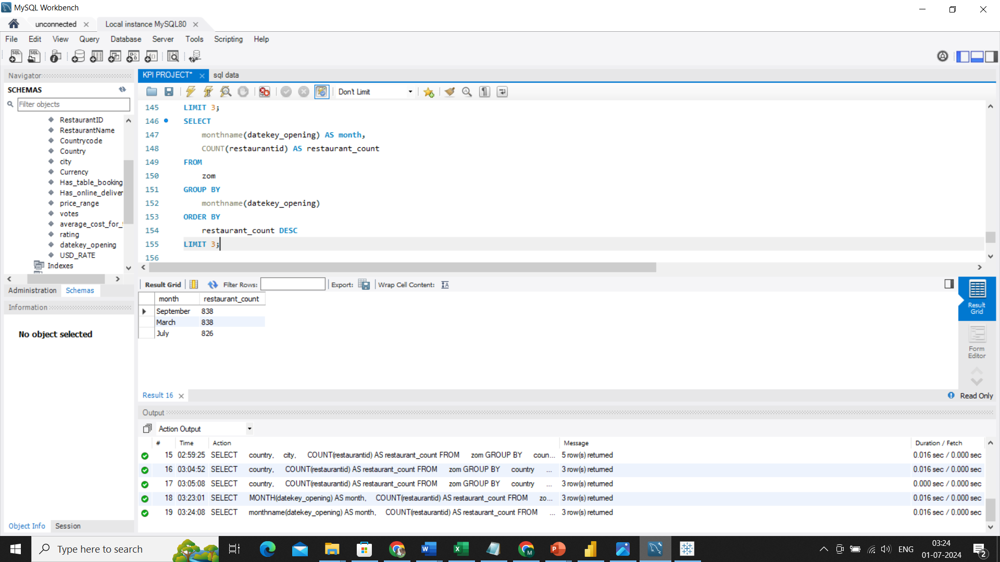 MySQL Workbench
unconnected
Local instance MySQL80
File Edit View Query Database Server Tools Scripting Help
Navigator
SCHEMAS
Filter objects
RestaurantID
RestaurantName
Countrycode
Country
city
Currency
Has_table_booking
Has_online_deliver
price_range
votes
average_cost_for_
rating
datekey_opening
USD_RATE
Indexes
Administration Schemas
Information
No object selected
Object Info Session
KPI PROJECT* sql data
Don't Limit
145 LIMIT 3;
146 SELECT
147 monthname(datekey_opening) AS month,
148 COUNT(restaurantid) AS restaurant_count
149 FROM
150 zom
151 GROUP BY
152 monthname(datekey_opening)
153 ORDER BY
154 restaurant_count DESC
155 LIMIT 3;
156
Result Grid Filter Rows: Export: Wrap Cell Content:
month restaurant_count
September 838
March 838
July 826
Result Grid
Form Editor
Result 16
Read Only
Output
Action Output
# Time Action Message Duration / Fetch
15 02:59:25 SELECT country, city, COUNT(restaurantid) AS restaurant_count FROM zom GROUP BY coun... 5 row(s) returned 0.016 sec / 0.000 sec
16 03:04:52 SELECT country, COUNT(restaurantid) AS restaurant_count FROM zom GROUP BY country ... 3 row(s) returned 0.016 sec / 0.000 sec
17 03:05:08 SELECT country, COUNT(restaurantid) AS restaurant_count FROM zom GROUP BY country ... 3 row(s) returned 0.000 sec / 0.000 sec
18 03:23:01 SELECT MONTH(datekey_opening) AS month, COUNT(restaurantid) AS restaurant_count FROM zo... 3 row(s) returned 0.016 sec / 0.000 sec
19 03:24:08 SELECT monthname(datekey_opening) AS month, COUNT(restaurantid) AS restaurant_count FROM ... 3 row(s) returned 0.016 sec / 0.000 sec
Type here to search
ENG
03:24
01-07-2024
2